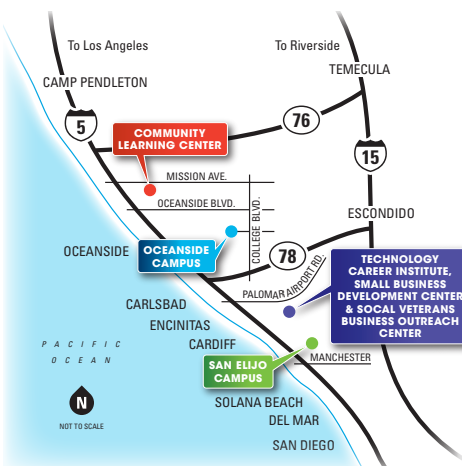 To Los Angeles
To Riverside
TEMECULA
CAMP PENDLETON
5
76
COMMUNITY
LEARNING CENTER
15
MISSION AVE.
OCEANSIDE BLVD.
COLLEGE BLVD.
ESCONDIDO
OCEANSIDE
OCEANSIDE
CAMPUS
78
PALOMAR AIRPORT RD.
TECHNOLOGY
CAREER INSTITUTE,
SMALL BUSINESS
DEVELOPMENT CENTER
& SOCAL VETERANS
BUSINESS OUTREACH
CENTER
CARLSBAD
ENCINITAS
CARDIFF
PACIFIC
OCEAN
MANCHESTER
SAN ELIJO
CAMPUS
N
NOT TO SCALE
SOLANA BEACH
DEL MAR
SAN DIEGO